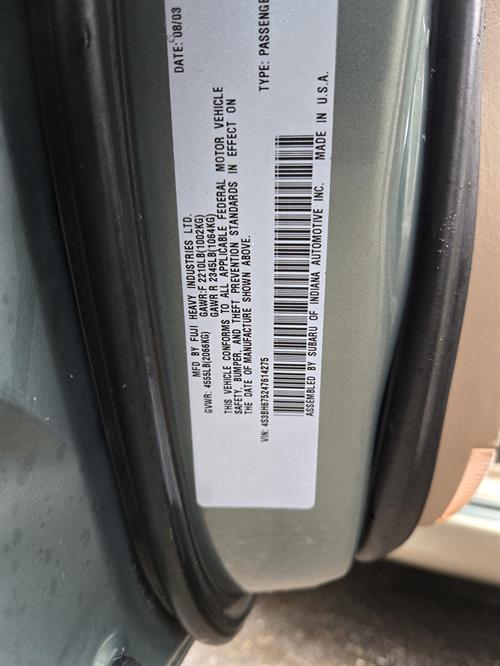 MFD BY FUJI HEAVY INDUSTRIES LTD. DATE: 08/03
GVWR: 4555LB(2066KG) GAWR:F 2210LB(1002KG)
GAWR:R 2345LB(1064KG)
THIS VEHICLE CONFORMS TO ALL APPLICABLE FEDERAL MOTOR VEHICLE
SAFETY, BUMPER, AND THEFT PREVENTION STANDARDS IN EFFECT ON
THE DATE OF MANUFACTURE SHOWN ABOVE.
VIN: 4S3BH675247614275 TYPE: PASSENGE
ASSEMBLED BY SUBARU OF INDIANA AUTOMOTIVE INC. MADE IN U.S.A.